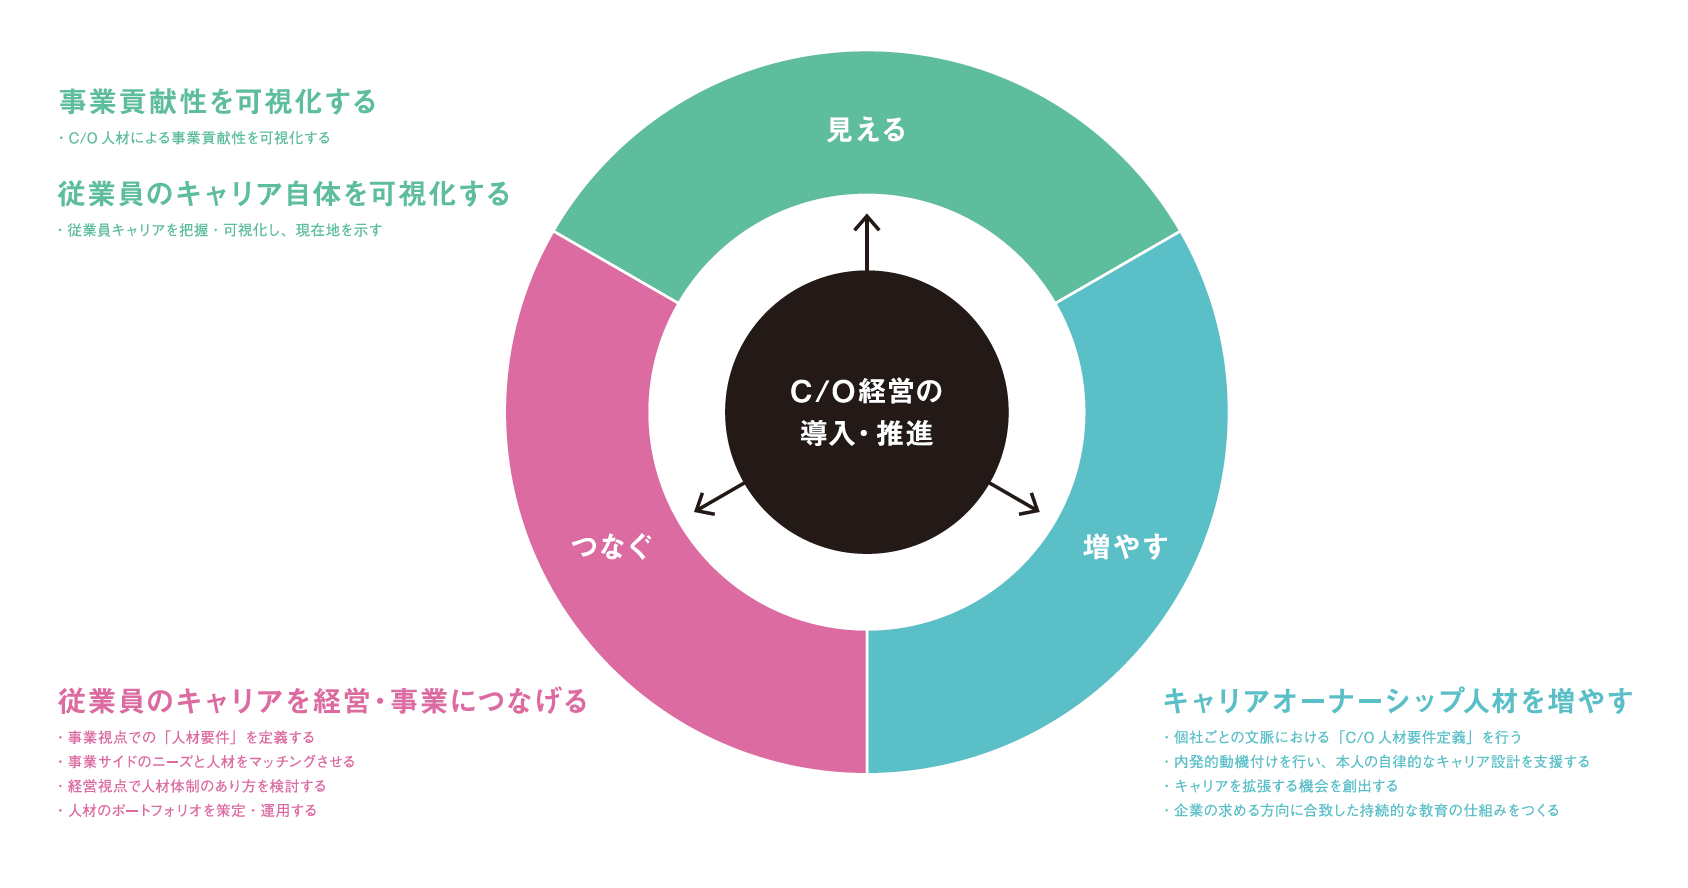 事業貢献性を可視化する
・C/O 人材による事業貢献性を可視化する
従業員のキャリア自体を可視化する
・従業員キャリアを把握・可視化し、現在地を示す
見える
C/O経営の
導入・推進
つなぐ
増やす
従業員のキャリアを経営・事業につなげる
・事業視点での「人材要件」を定義する
・事業サイドのニーズと人材をマッチングさせる
・経営視点で人材体制のあり方を検討する
・人材のポートフォリオを策定・運用する
キャリアオーナーシップ人材を増やす
・個社ごとの文脈における「C/O 人材要件定義」を行う
・内発的動機付けを行い、本人の自律的なキャリア設計を支援する
・キャリアを拡張する機会を創出する
・企業の求める方向に合致した持続的な教育の仕組みをつくる